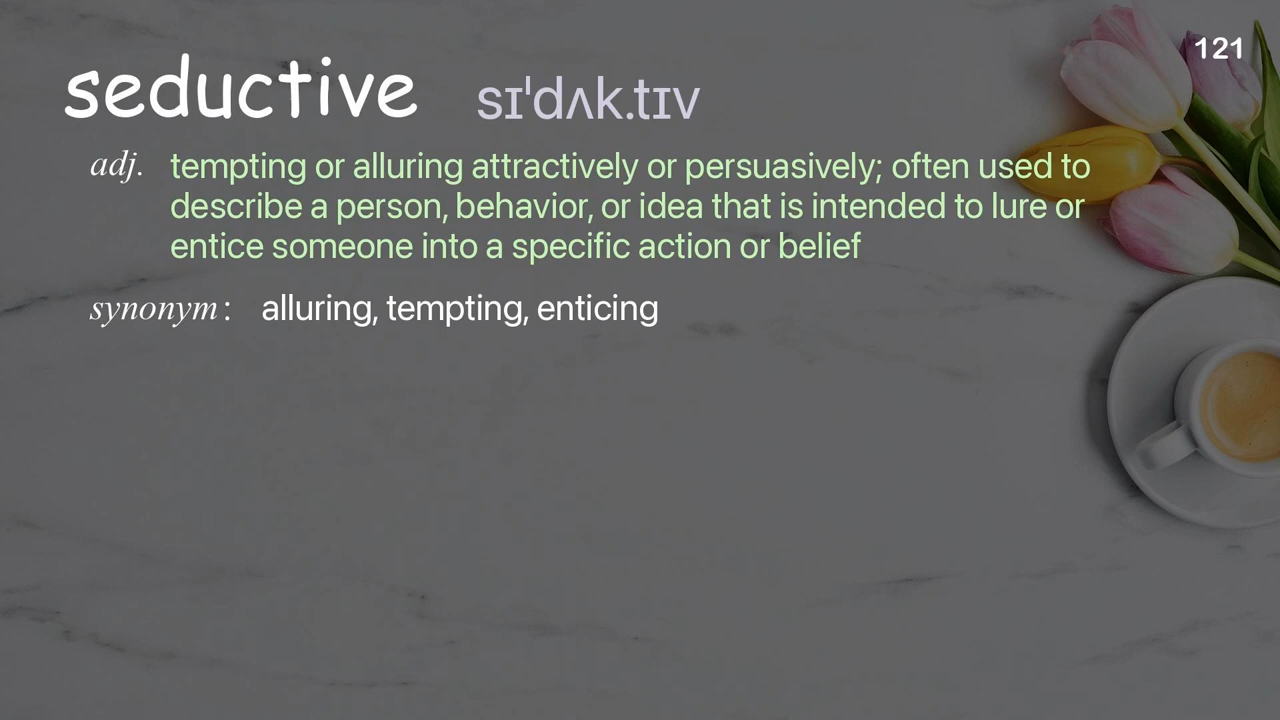 121
seductive sɪˈdʌk.tɪv
adj. tempting or alluring attractively or persuasively; often used to
describe a person, behavior, or idea that is intended to lure or
entice someone into a specific action or belief
synonym : alluring, tempting, enticing